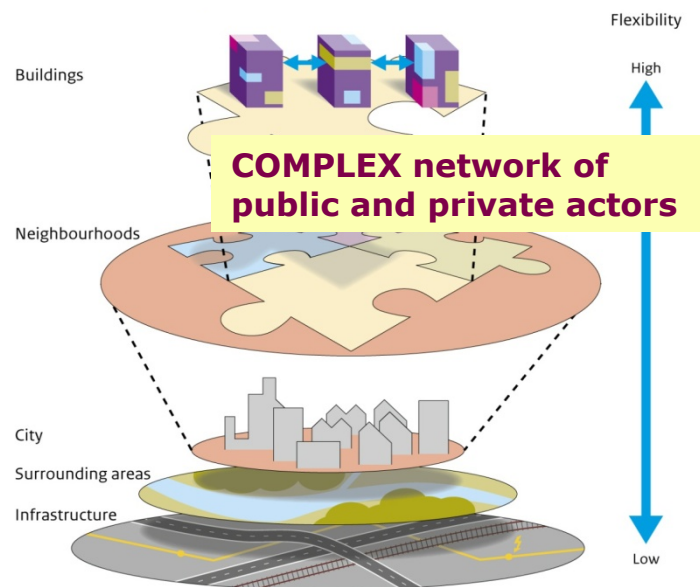 Flexibility
Buildings
High
COMPLEX network of
public and private actors
Neighbourhoods
City
Surrounding areas
Infrastructure
Low